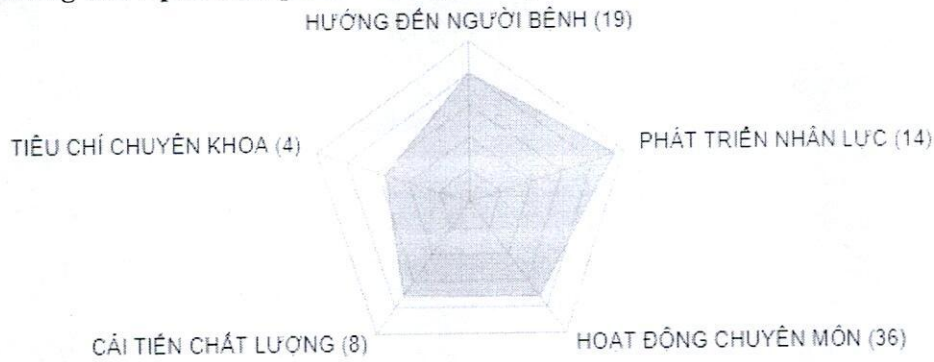 HƯỚNG ĐẾN NGƯỜI BỆNH (19)
TIÊU CHÍ CHUYÊN KHOA (4)
PHÁT TRIỂN NHÂN LỰC (14)
CẢI TIẾN CHẤT LƯỢNG (8)
HOẠT ĐỘNG CHUYÊN MÔN (36)